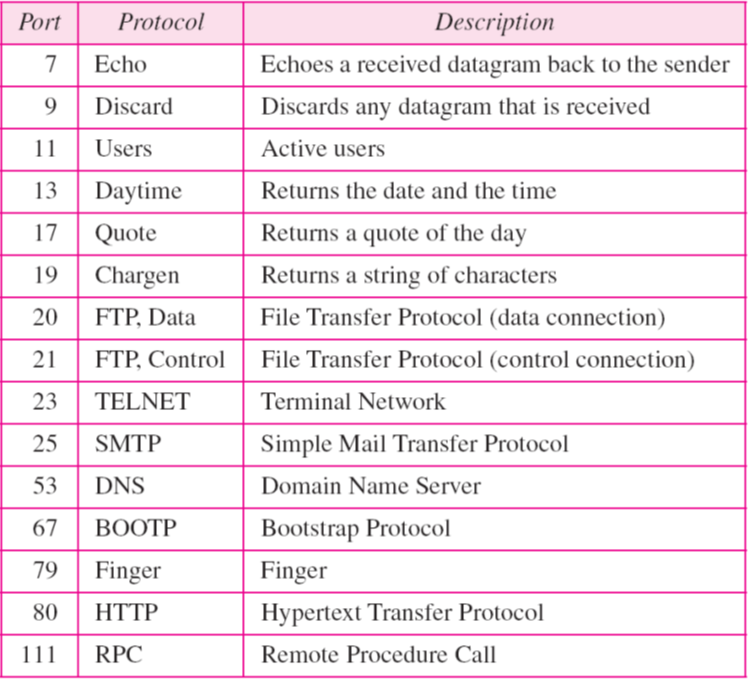 Port Protocol Description
7 Echo Echoes a received datagram back to the sender
9 Discard Discards any datagram that is received
11 Users Active users
13 Daytime Returns the date and the time
17 Quote Returns a quote of the day
19 Chargen Returns a string of characters
20 FTP, Data File Transfer Protocol (data connection)
21 FTP, Control File Transfer Protocol (control connection)
23 TELNET Terminal Network
25 SMTP Simple Mail Transfer Protocol
53 DNS Domain Name Server
67 BOOTP Bootstrap Protocol
79 Finger Finger
80 HTTP Hypertext Transfer Protocol
111 RPC Remote Procedure Call